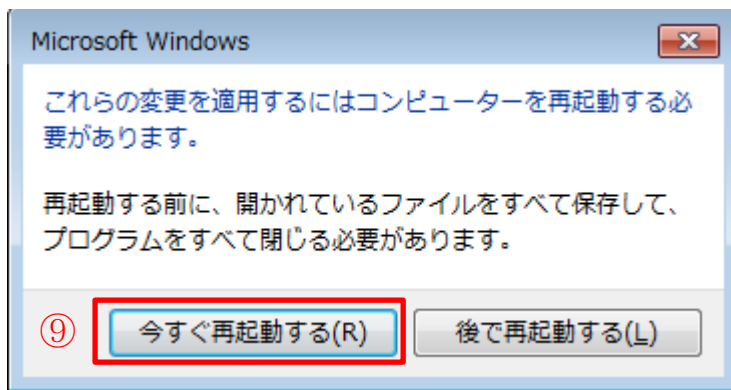 Microsoft Windows
これらの変更を適用するにはコンピューターを再起動する必
要があります。
再起動する前に、開かれているファイルをすべて保存して、
プログラムをすべて閉じる必要があります。
⑨ 今すぐ再起動する(R) 後で再起動する(L)